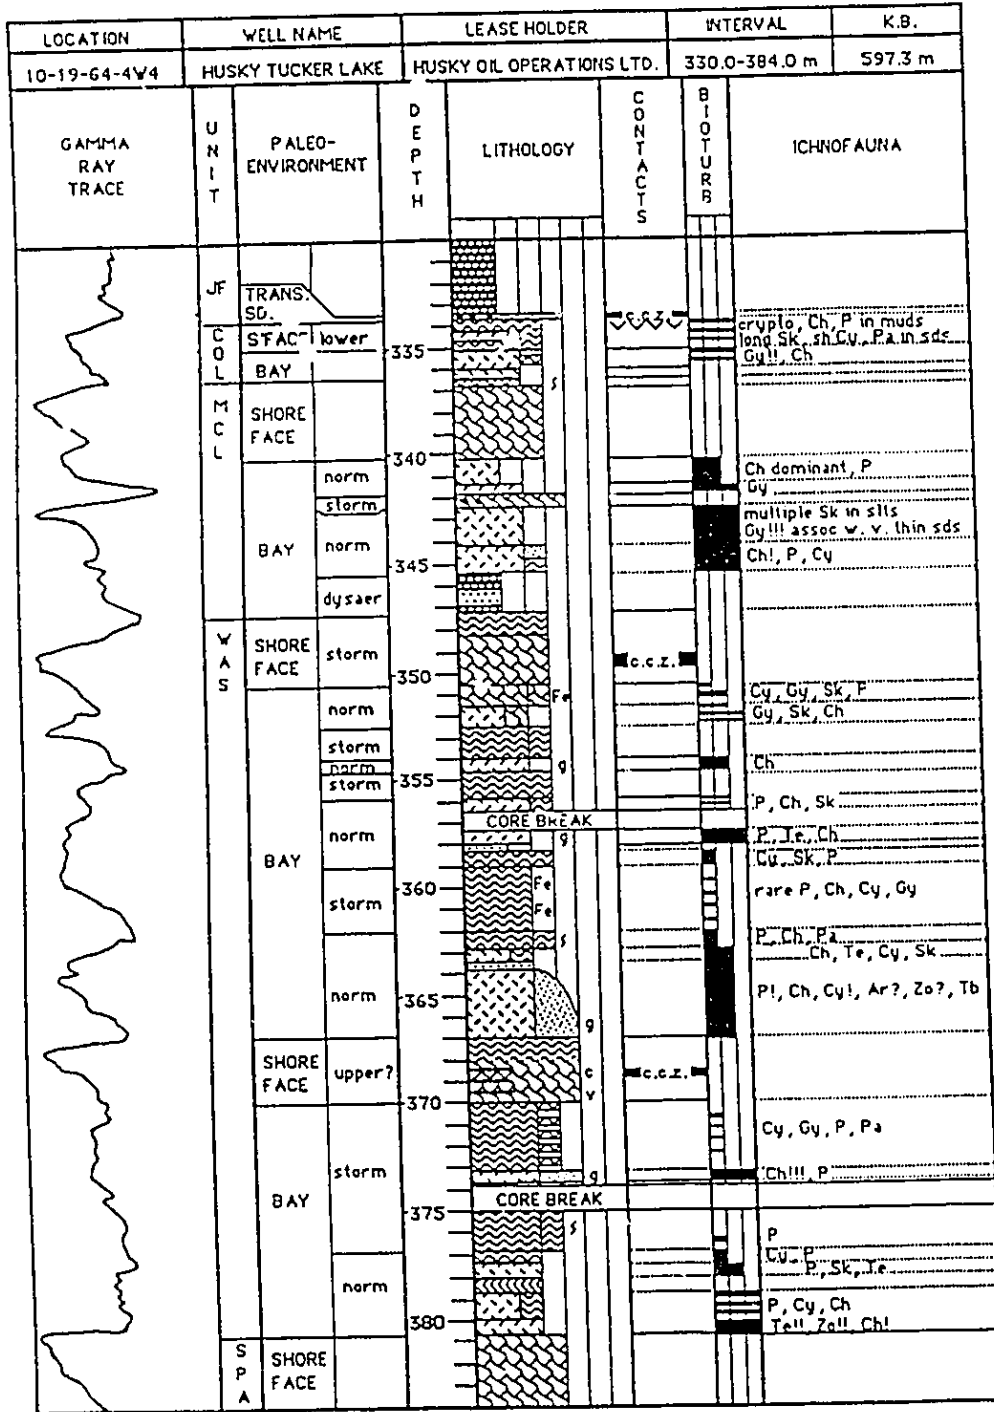 LOCATION WELL NAME LEASE HOLDER INTERVAL K.B.
10-19-64-4W4 HUSKY TUCKER LAKE HUSKY OIL OPERATIONS LTD. 330.0-384.0 m 597.3 m
GAMMA RAY TRACE
UNIT
PALEO-ENVIRONMENT
DEPTH
LITHOLOGY
CONTACTS
BIOTURB
ICHNOFAUNA
JF TRANS. SD.
c.c.z.
COL SFAC lower
335
crypto, Ch, P in muds
long Sk, sh Cy, Pa in sds
Gy!!, Ch
BAY
s
MCL SHORE FACE
340
norm
Ch dominant, P
Gy
storm
BAY norm
multiple Sk in slts
Gy!!! assoc w. v. thin sds
345
Ch!, P, Cy
dysaer
WAS SHORE FACE storm
c.c.z.
350
Fe
Cy, Gy, Sk, P
norm
Gy, Sk, Ch
storm
norm
g
Ch
storm
355
P, Ch, Sk
CORE BREAK
BAY norm
g
P, Te, Ch
Cu, Sk, P
360
Fe
Fe
storm
rare P, Ch, Cy, Gy
s
P, Ch, Pa
Ch, Te, Cy, Sk
norm
365
P!, Ch, Cy!, Ar?, Zo?, Tb
g
SHORE FACE upper?
c
c.c.z.
v
370
Cy, Gy, P, Pa
storm
g
Ch!!!, P
CORE BREAK
BAY
375
s
P
Cu, P
P, Sk, Te
norm
P, Cy, Ch
380
Te!!, Zo!!, Ch!
SPA SHORE FACE